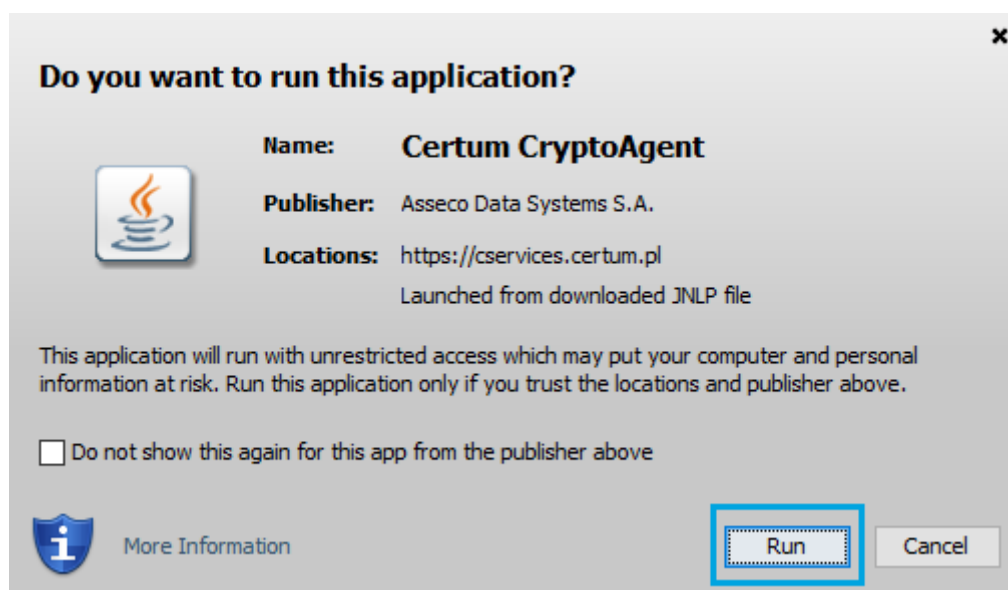 Do you want to run this application?
Name: Certum CryptoAgent
Publisher: Asseco Data Systems S.A.
Locations: https://cservices.certum.pl
Launched from downloaded JNLP file
This application will run with unrestricted access which may put your computer and personal
information at risk. Run this application only if you trust the locations and publisher above.
Do not show this again for this app from the publisher above
More Information
Run
Cancel